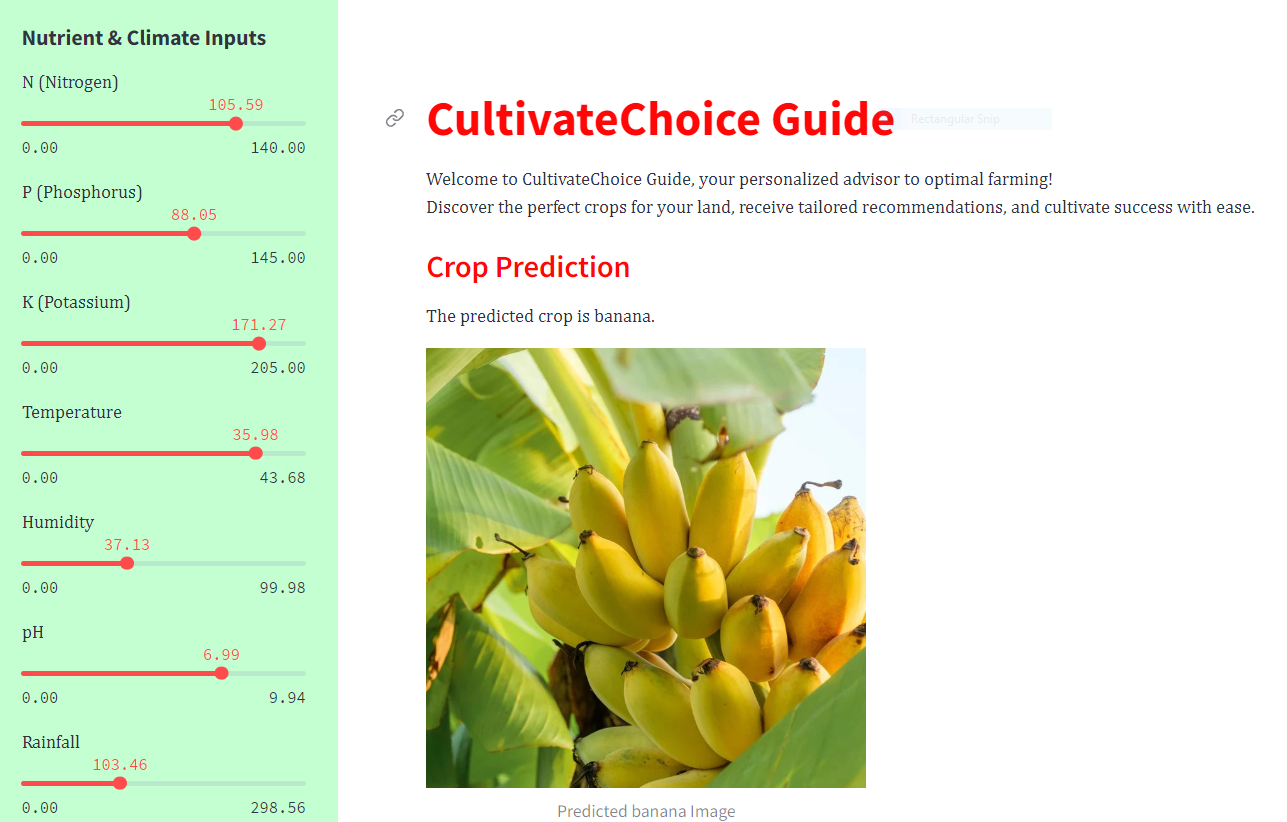 Nutrient & Climate Inputs
N (Nitrogen)
105.59
0.00 140.00
P (Phosphorus)
88.05
0.00 145.00
K (Potassium)
171.27
0.00 205.00
Temperature
35.98
0.00 43.68
Humidity
37.13
0.00 99.98
pH
6.99
0.00 9.94
Rainfall
103.46
0.00 298.56
CultivateChoice Guide
Rectangular Snip
Welcome to CultivateChoice Guide, your personalized advisor to optimal farming!
Discover the perfect crops for your land, receive tailored recommendations, and cultivate success with ease.
Crop Prediction
The predicted crop is banana.
Predicted banana Image